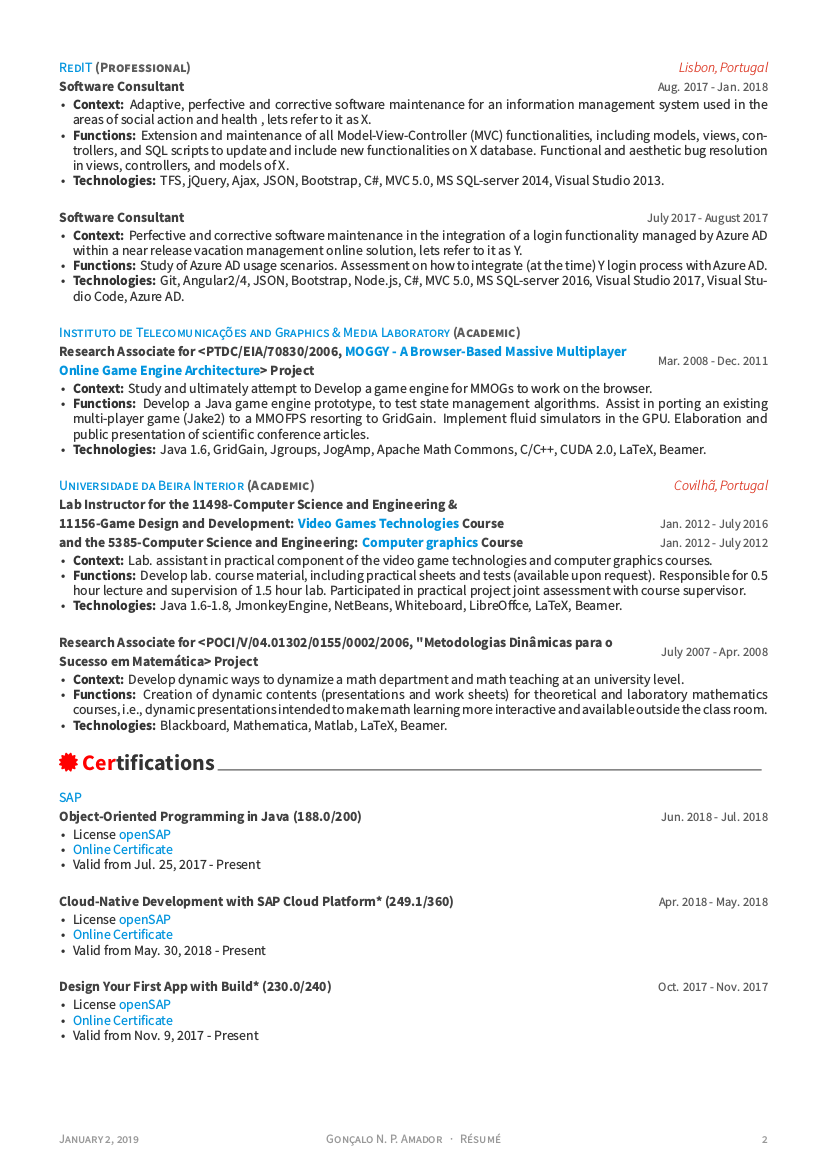 RedIT (Professional) Lisbon, Portugal
Software Consultant Aug. 2017 - Jan. 2018
• Context: Adaptive, perfective and corrective software maintenance for an information management system used in the
areas of social action and health , lets refer to it as X.
• Functions: Extension and maintenance of all Model-View-Controller (MVC) functionalities, including models, views, con-
trollers, and SQL scripts to update and include new functionalities on X database. Functional and aesthetic bug resolution
in views, controllers, and models of X.
• Technologies: TFS, jQuery, Ajax, JSON, Bootstrap, C#, MVC 5.0, MS SQL-server 2014, Visual Studio 2013.
Software Consultant July 2017 - August 2017
• Context: Perfective and corrective software maintenance in the integration of a login functionality managed by Azure AD
within a near release vacation management online solution, lets refer to it as Y.
• Functions: Study of Azure AD usage scenarios. Assessment on how to integrate (at the time) Y login process with Azure AD.
• Technologies: Git, Angular2/4, JSON, Bootstrap, Node.js, C#, MVC 5.0, MS SQL-server 2016, Visual Studio 2017, Visual Stu-
dio Code, Azure AD.
Instituto de Telecomunicações and Graphics & Media Laboratory (Academic)
Research Associate for <PTDC/EIA/70830/2006, MOGGY - A Browser-Based Massive Multiplayer
Online Game Engine Architecture> Project Mar. 2008 - Dec. 2011
• Context: Study and ultimately attempt to Develop a game engine for MMOGs to work on the browser.
• Functions: Develop a Java game engine prototype, to test state management algorithms. Assist in porting an existing
multi-player game (Jake2) to a MMOFPS resorting to GridGain. Implement fluid simulators in the GPU. Elaboration and
public presentation of scientific conference articles.
• Technologies: Java 1.6, GridGain, Jgroups, JogAmp, Apache Math Commons, C/C++, CUDA 2.0, LaTeX, Beamer.
Universidade da Beira Interior (Academic) Covilhã, Portugal
Lab Instructor for the 11498-Computer Science and Engineering &
11156-Game Design and Development: Video Games Technologies Course Jan. 2012 - July 2016
and the 5385-Computer Science and Engineering: Computer graphics Course Jan. 2012 - July 2012
• Context: Lab. assistant in practical component of the video game technologies and computer graphics courses.
• Functions: Develop lab. course material, including practical sheets and tests (available upon request). Responsible for 0.5
hour lecture and supervision of 1.5 hour lab. Participated in practical project joint assessment with course supervisor.
• Technologies: Java 1.6-1.8, JmonkeyEngine, NetBeans, Whiteboard, LibreOffce, LaTeX, Beamer.
Research Associate for <POCI/V/04.01302/0155/0002/2006, "Metodologias Dinâmicas para o
Sucesso em Matemática> Project July 2007 - Apr. 2008
• Context: Develop dynamic ways to dynamize a math department and math teaching at an university level.
• Functions: Creation of dynamic contents (presentations and work sheets) for theoretical and laboratory mathematics
courses, i.e., dynamic presentations intended to make math learning more interactive and available outside the class room.
• Technologies: Blackboard, Mathematica, Matlab, LaTeX, Beamer.
Certifications
SAP
Object-Oriented Programming in Java (188.0/200) Jun. 2018 - Jul. 2018
• License openSAP
• Online Certificate
• Valid from Jul. 25, 2017 - Present
Cloud-Native Development with SAP Cloud Platform* (249.1/360) Apr. 2018 - May. 2018
• License openSAP
• Online Certificate
• Valid from May. 30, 2018 - Present
Design Your First App with Build* (230.0/240) Oct. 2017 - Nov. 2017
• License openSAP
• Online Certificate
• Valid from Nov. 9, 2017 - Present
January 2, 2019 Gonçalo N. P. Amador · Résumé 2